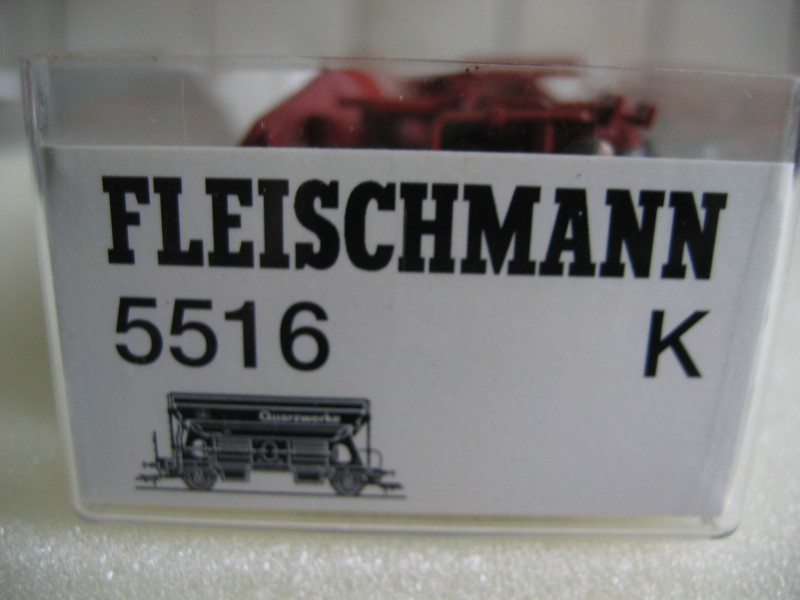 FLEISCHMANN
5516 K
Quarzwerke